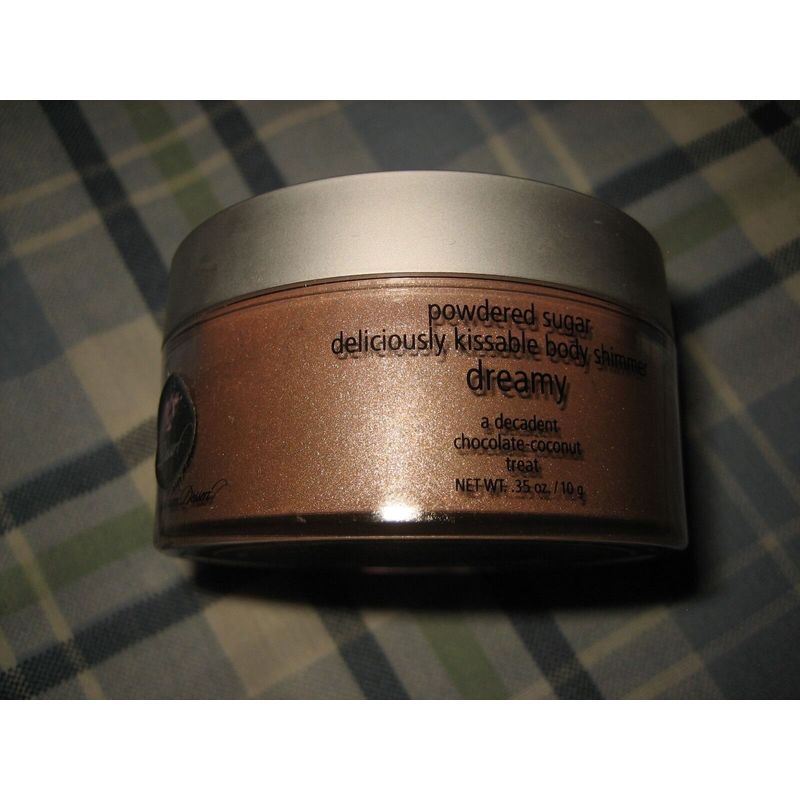 powdered sugar
deliciously kissable body shimmer
dreamy
a decadent
chocolate-coconut
treat
NET WT. .35 oz. / 10 g